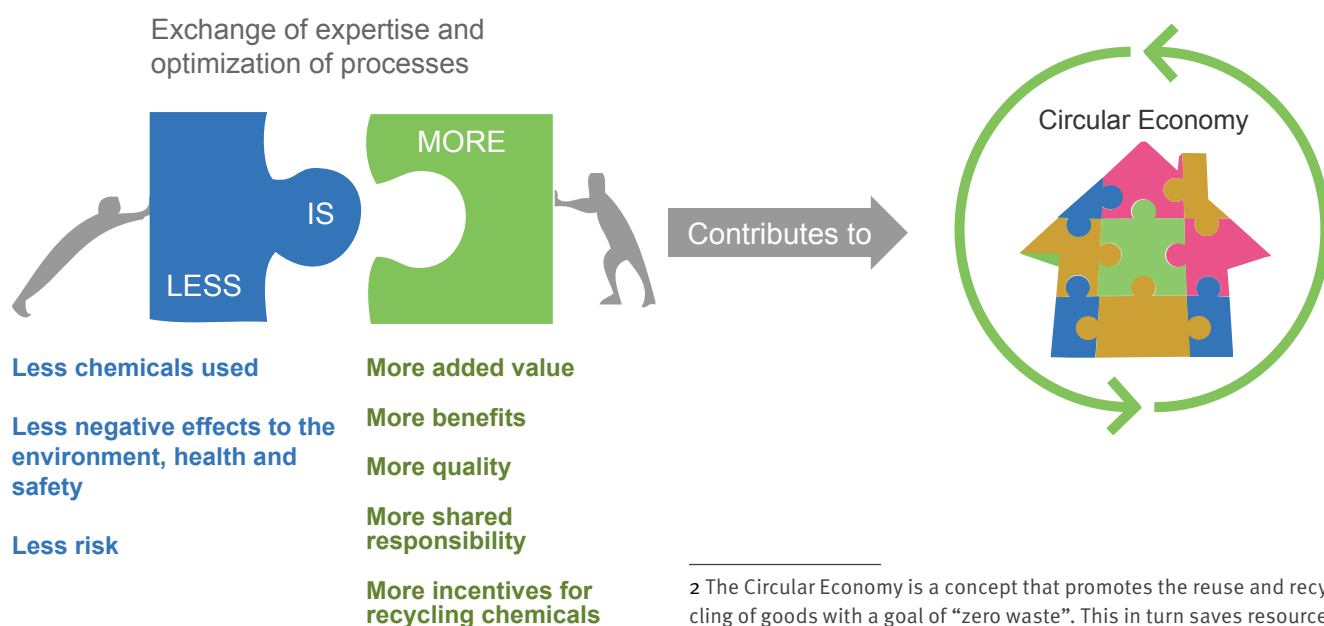 Exchange of expertise and
optimization of processes
LESS
IS
MORE
Contributes to
Circular Economy
Less chemicals used
Less negative effects to the
environment, health and
safety
Less risk
More added value
More benefits
More quality
More shared
responsibility
More incentives for
recycling chemicals
2 The Circular Economy is a concept that promotes the reuse and recy-
cling of goods with a goal of “zero waste”. This in turn saves resource